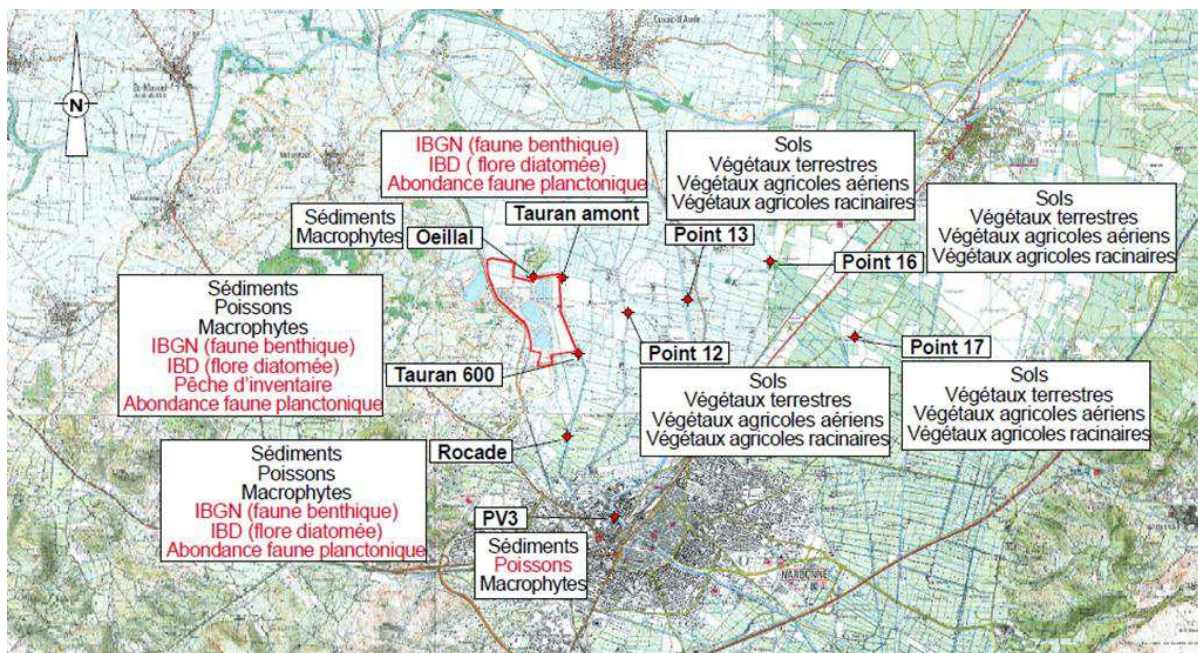 Cuxac-d'Aude
N
IBGN (faune benthique)
IBD ( flore diatomée)
Abondance faune planctonique
Sols
Végétaux terrestres
Végétaux agricoles aériens
Végétaux agricoles racinaires
Sols
Végétaux terrestres
Végétaux agricoles aériens
Végétaux agricoles racinaires
Sédiments
Macrophytes
Oeillal
Tauran amont
Point 13
Point 16
Sédiments
Poissons
Macrophytes
IBGN (faune benthique)
IBD (flore diatomée)
Pêche d'inventaire
Abondance faune planctonique
Tauran 600
Point 12
Point 17
Sols
Végétaux terrestres
Végétaux agricoles aériens
Végétaux agricoles racinaires
Sols
Végétaux terrestres
Végétaux agricoles aériens
Végétaux agricoles racinaires
Rocade
Sédiments
Poissons
Macrophytes
IBGN (faune benthique)
IBD (flore diatomée)
Abondance faune planctonique
PV3
Sédiments
Poissons
Macrophytes
NARBONNE